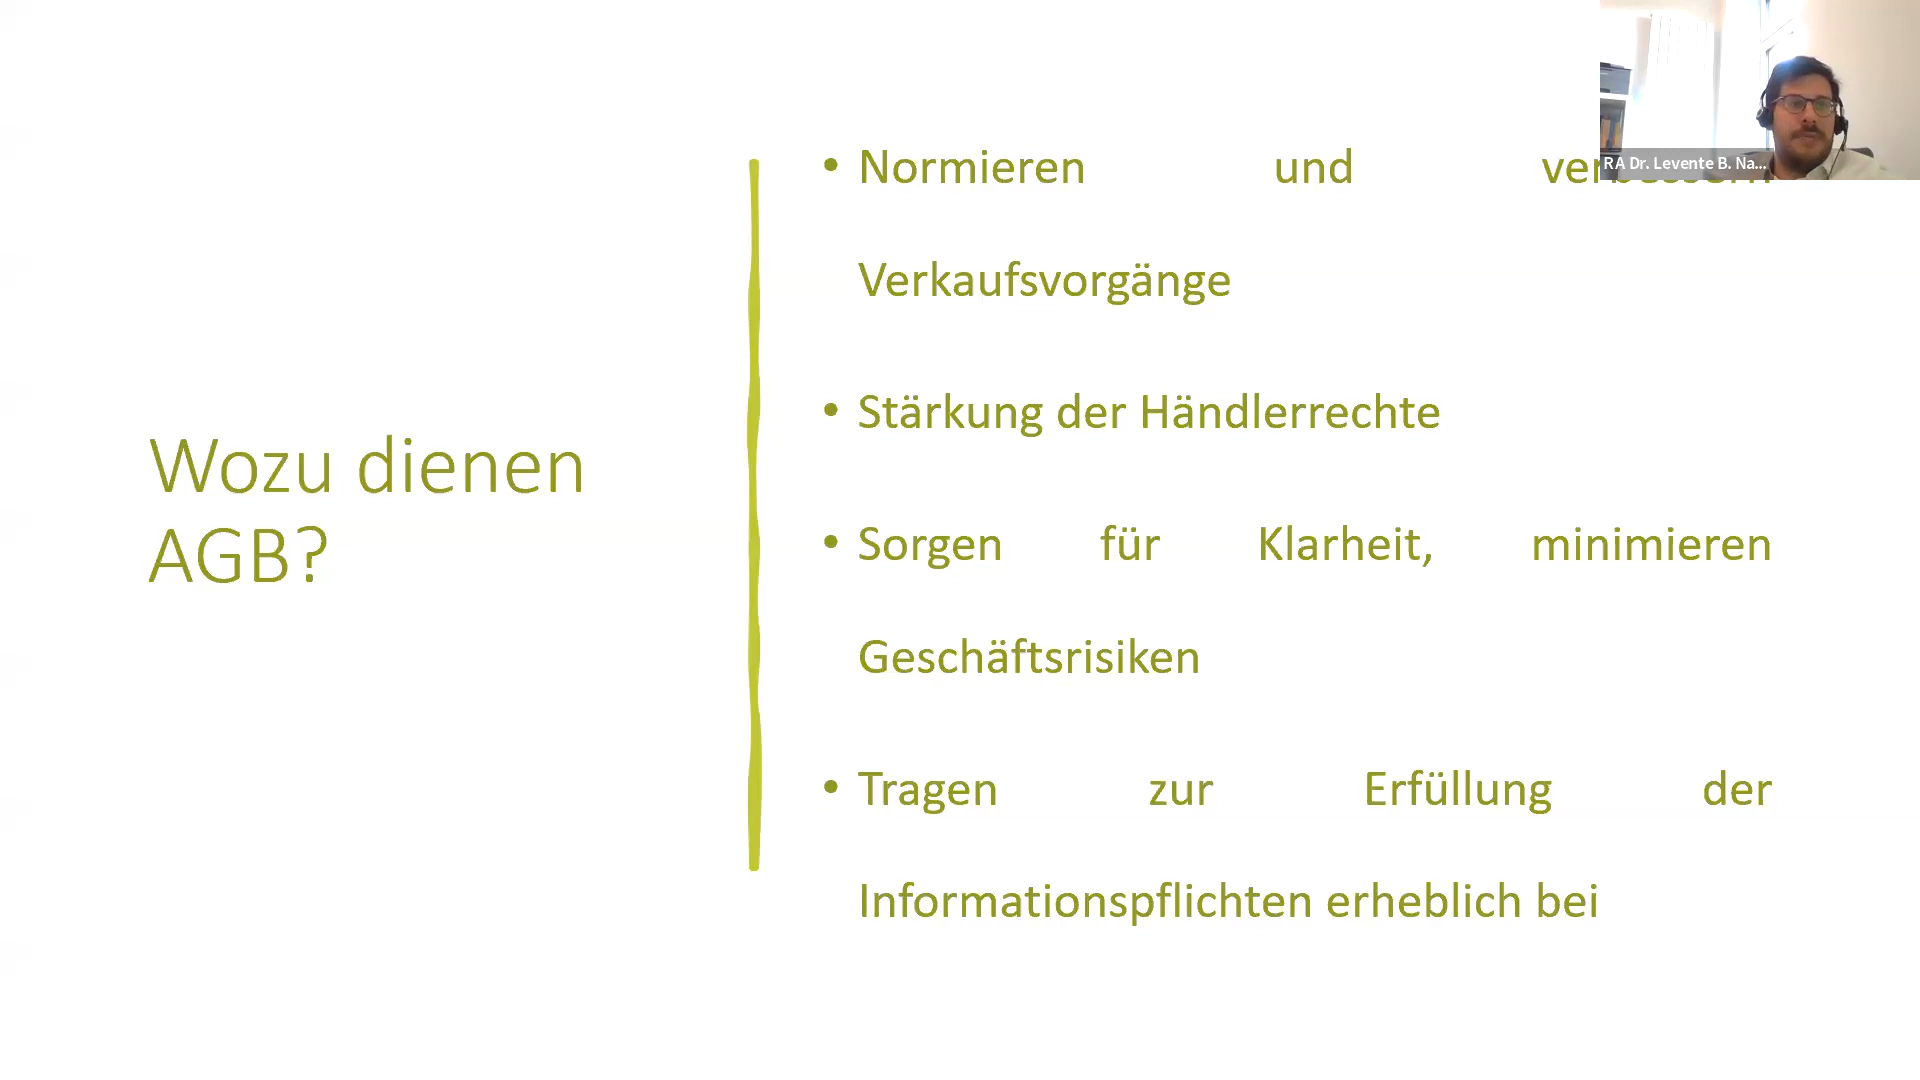 Wozu dienen
AGB?
• Normieren und verbessern
Verkaufsvorgänge
• Stärkung der Händlerrechte
• Sorgen für Klarheit, minimieren
Geschäftsrisiken
• Tragen zur Erfüllung der
Informationspflichten erheblich bei
RA Dr. Levente B. Na...